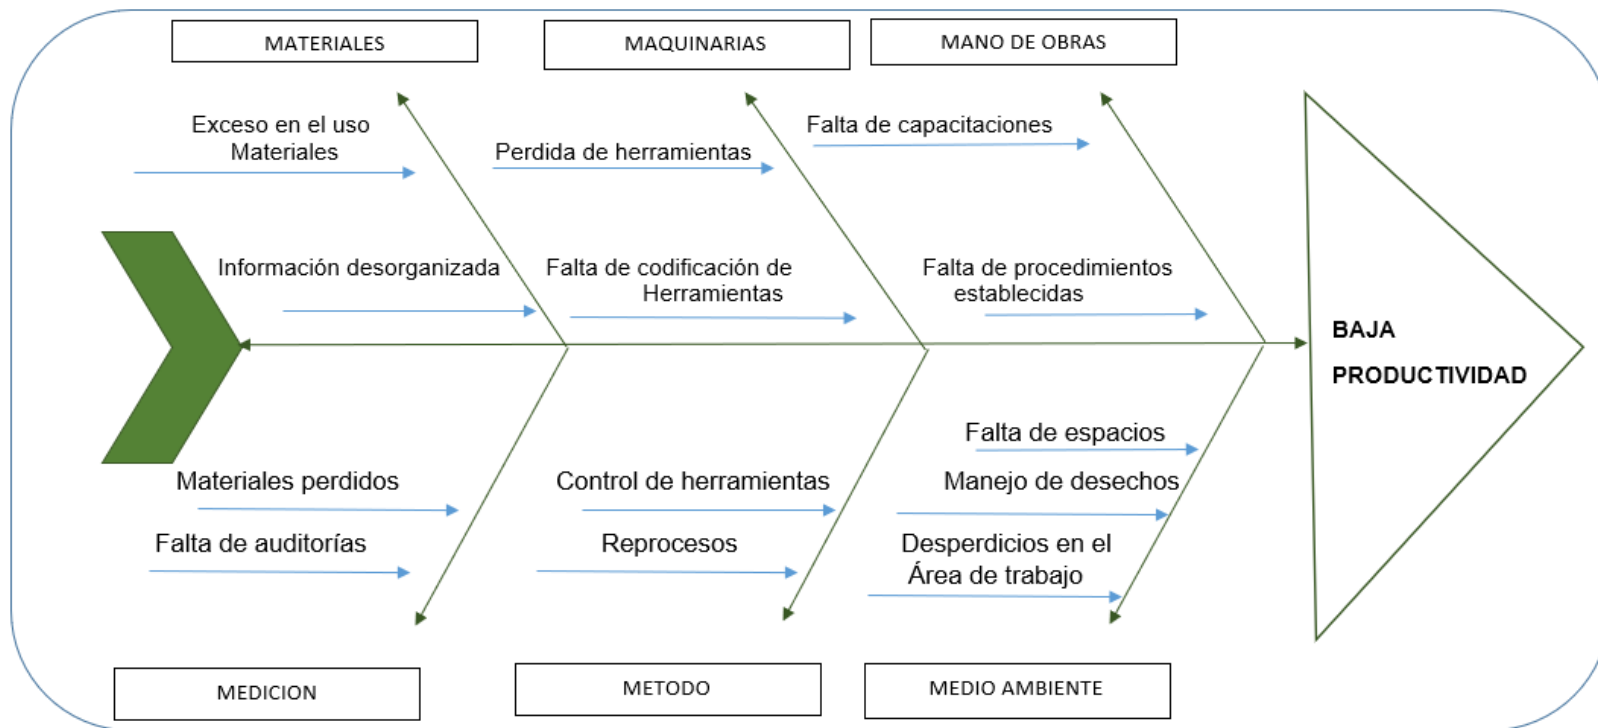 MATERIALES
MAQUINARIAS
MANO DE OBRAS
Exceso en el uso
Materiales
Perdida de herramientas
Falta de capacitaciones
Información desorganizada
Falta de codificación de
Herramientas
Falta de procedimientos
establecidas
BAJA
PRODUCTIVIDAD
Materiales perdidos
Falta de auditorías
Control de herramientas
Reprocesos
Falta de espacios
Manejo de desechos
Desperdicios en el
Área de trabajo
MEDICION
METODO
MEDIO AMBIENTE